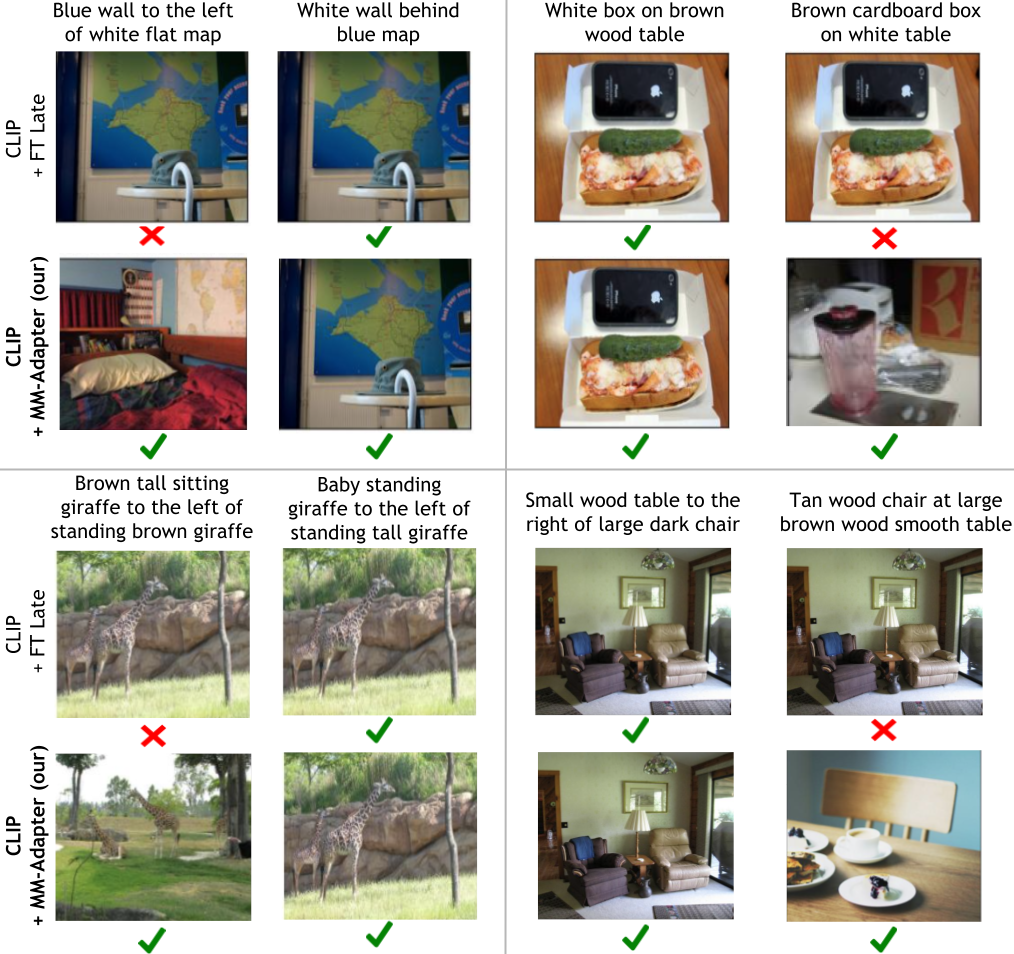 Blue wall to the left
of white flat map
White wall behind
blue map
White box on brown
wood table
Brown cardboard box
on white table
CLIP
+ FT Late
CLIP
+ MM-Adapter (our)
Brown tall sitting
giraffe to the left of
standing brown giraffe
Baby standing
giraffe to the left of
standing tall giraffe
Small wood table to the
right of large dark chair
Tan wood chair at large
brown wood smooth table
CLIP
+ FT Late
CLIP
+ MM-Adapter (our)